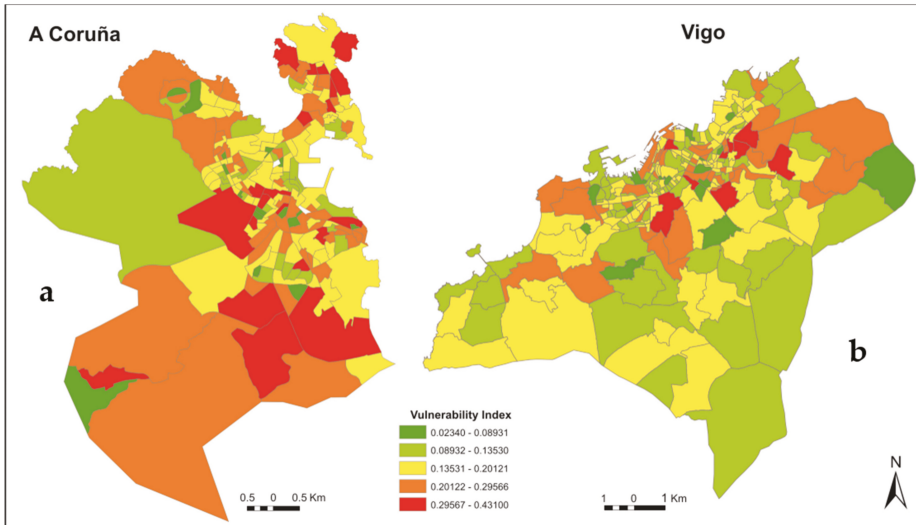 A Coruña
Vigo
a
b
Vulnerability Index
0.02340 - 0.08931
0.08932 - 0.13530
0.13531 - 0.20121
0.20122 - 0.29566
0.29567 - 0.43100
0.5 0 0.5 Km
1 0 1 Km
N